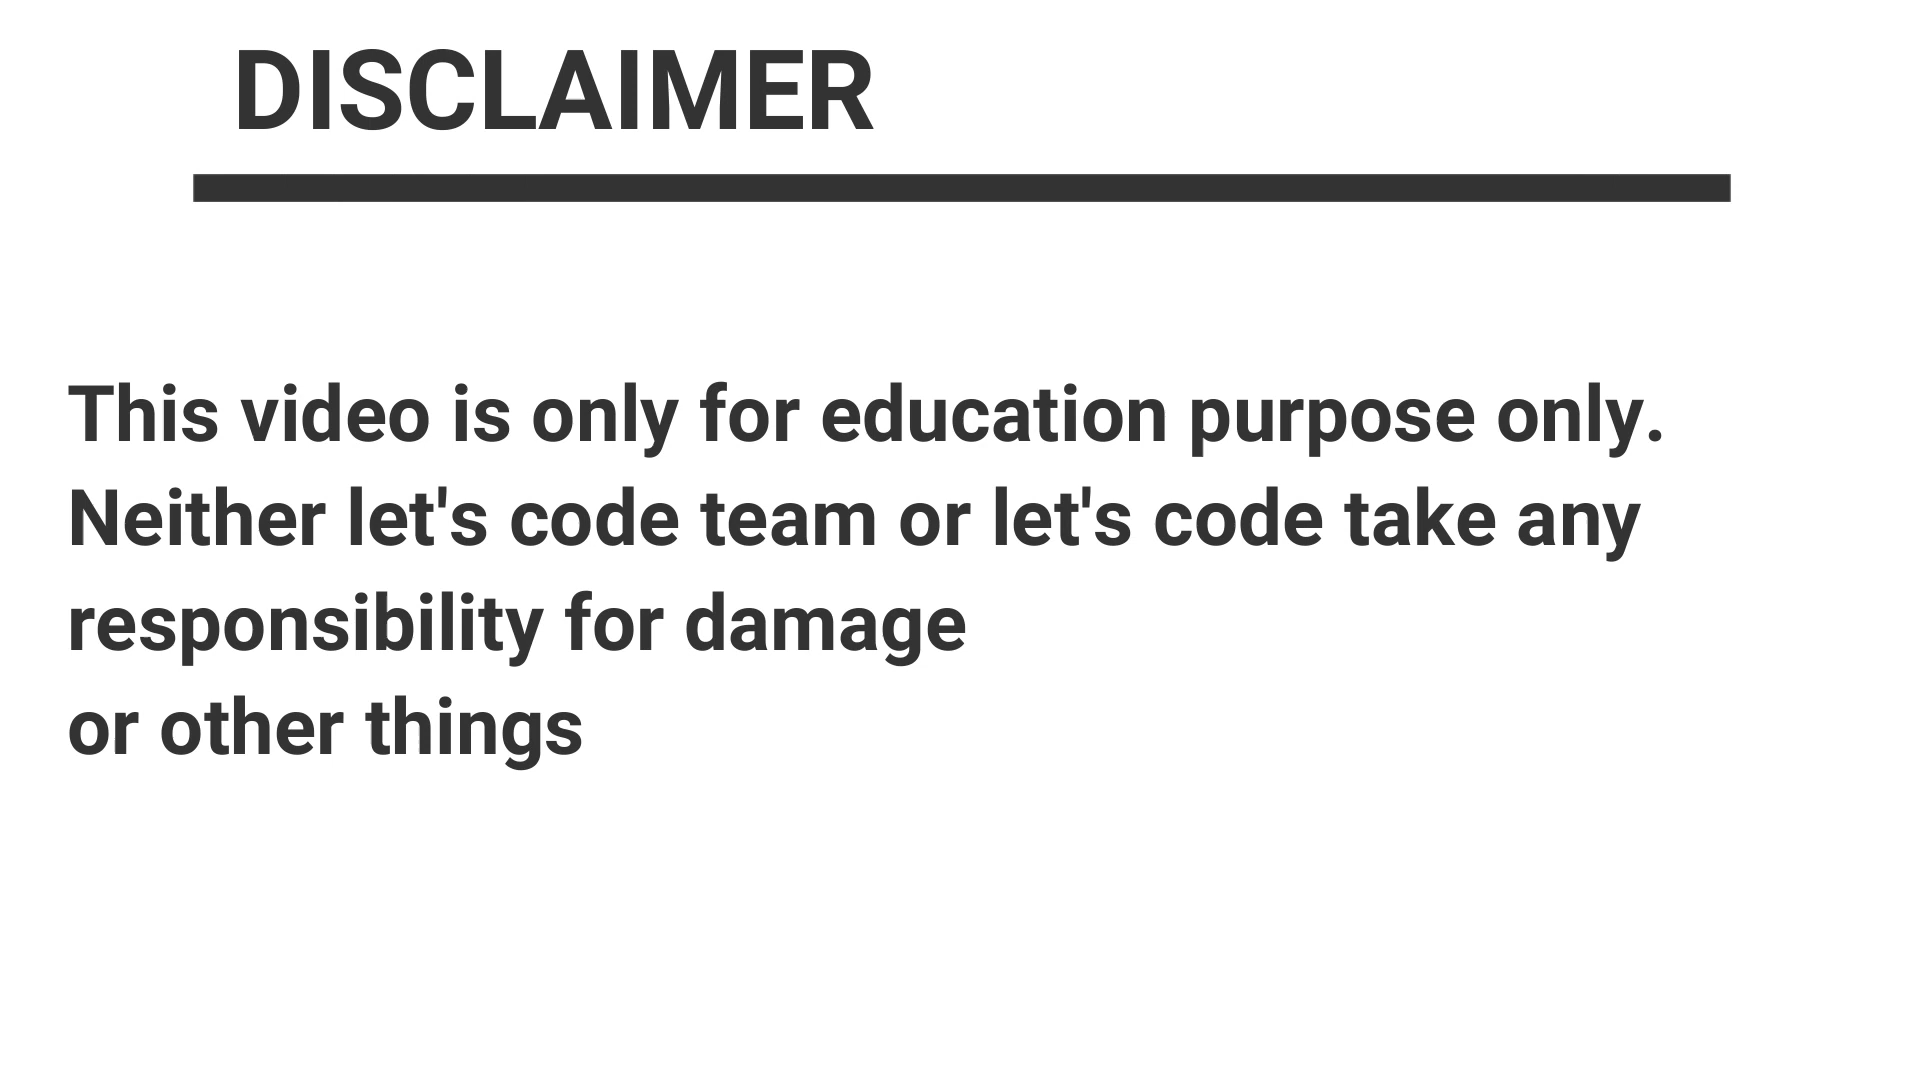 DISCLAIMER
This video is only for education purpose only.
Neither let's code team or let's code take any
responsibility for damage
or other things